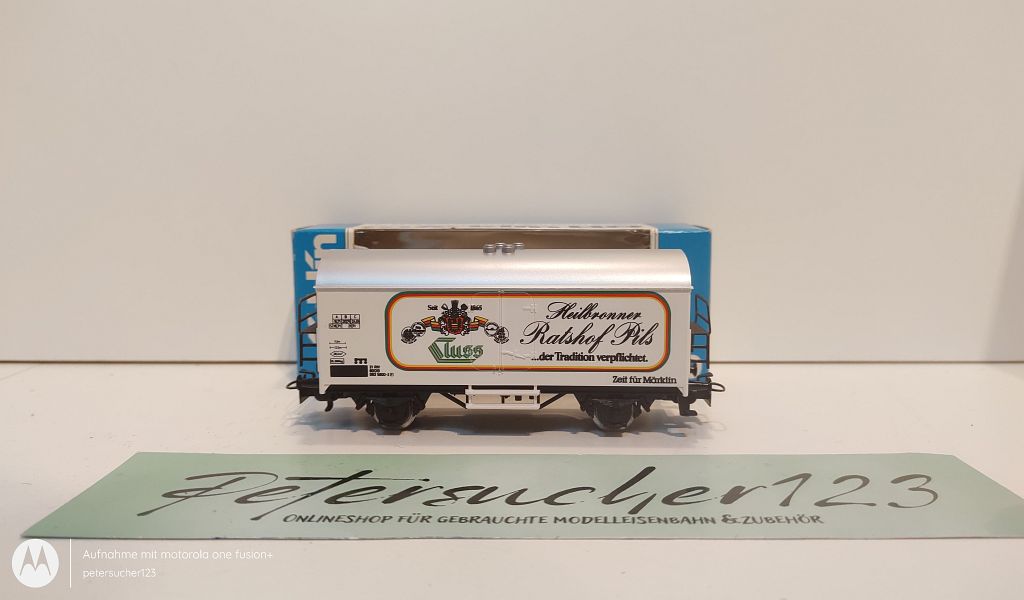 Seit 1865
Cluss
Heilbronner
Ratshof Pils
...der Tradition verpflichtet.
Zeit für Märklin
Petersucher123
ONLINESHOP FÜR GEBRAUCHTE MODELLEISENBAHN & ZUBEHÖR
Aufnahme mit motorola one fusion+
petersucher123